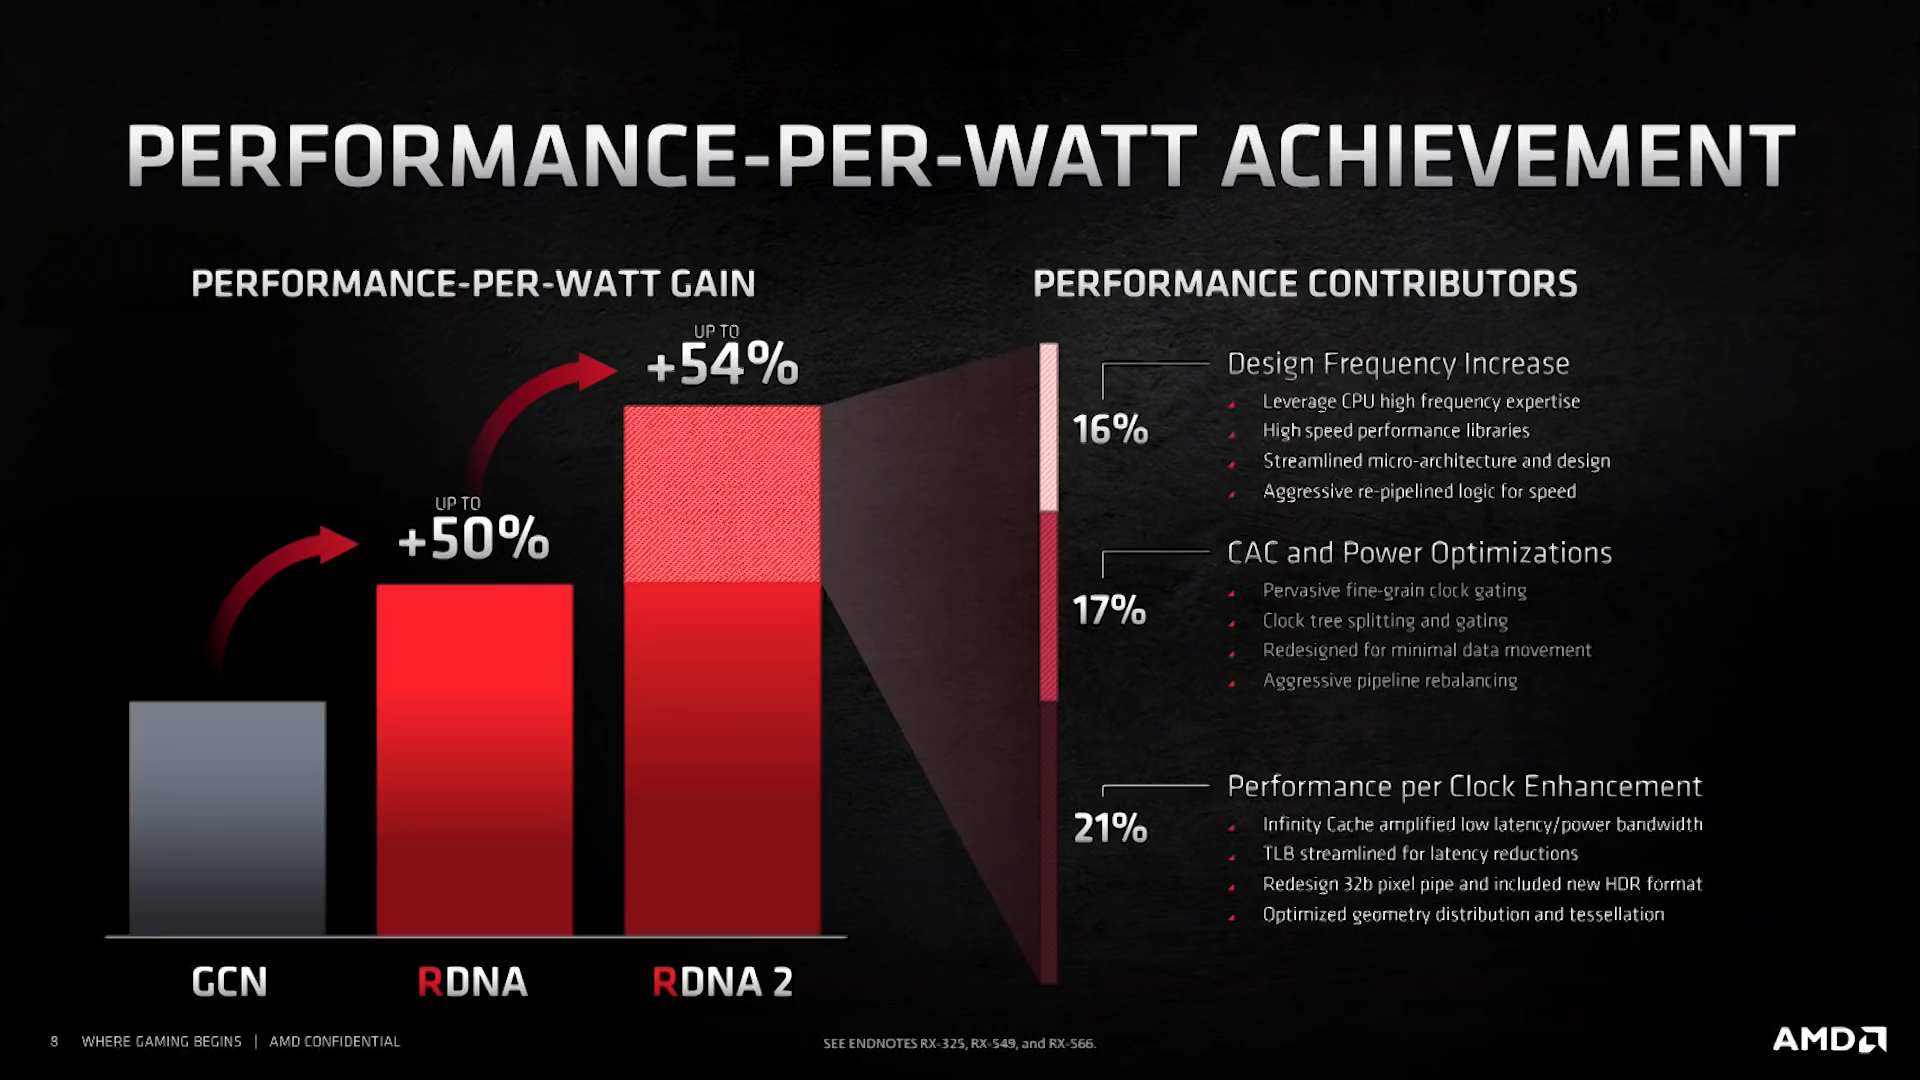 PERFORMANCE-PER-WATT ACHIEVEMENT
PERFORMANCE-PER-WATT GAIN
UP TO
+54%
UP TO
+50%
GCN
RDNA
RDNA 2
PERFORMANCE CONTRIBUTORS
16%
Design Frequency Increase
Leverage CPU high frequency expertise
High speed performance libraries
Streamlined micro-architecture and design
Aggressive re-pipelined logic for speed
17%
CAC and Power Optimizations
Pervasive fine-grain clock gating
Clock tree splitting and gating
Redesigned for minimal data movement
Aggressive pipeline rebalancing
21%
Performance per Clock Enhancement
Infinity Cache amplified low latency/power bandwidth
TLB streamlined for latency reductions
Redesign 32b pixel pipe and included new HDR format
Optimized geometry distribution and tessellation
8 WHERE GAMING BEGINS | AMD CONFIDENTIAL
SEE ENDNOTES RX-325, RX-549, and RX-566.
AMD